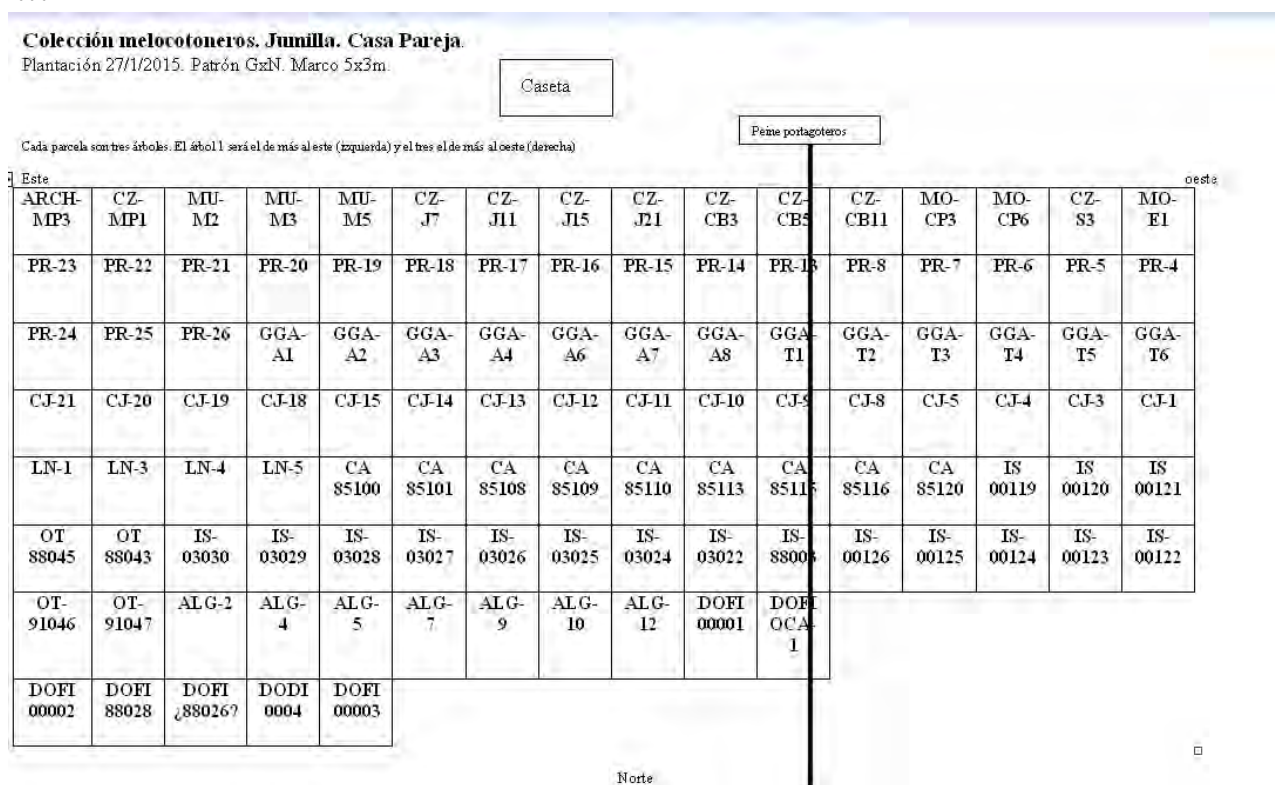 Colección melocotoneros. Jumilla. Casa Pareja.
Plantación 27/1/2015. Patrón GxN. Marco 5x3m.
Caseta
Peine portagoteros
Cada parcela son tres árboles. El árbol 1 será el de más al este (izquierda) y el tres el de más al oeste (derecha)
Este oeste
ARCH- CZ- MU- MU- MU- CZ- CZ- CZ- CZ- CZ- CZ- CZ- MO- MO- CZ- MO-
MP3 MP1 M2 M3 M5 J7 J11 J15 J21 CB3 CB5 CB11 CP3 CP6 S3 E1
PR-23 PR-22 PR-21 PR-20 PR-19 PR-18 PR-17 PR-16 PR-15 PR-14 PR-13 PR-8 PR-7 PR-6 PR-5 PR-4
PR-24 PR-25 PR-26 GGA- GGA- GGA- GGA- GGA- GGA- GGA- GGA- GGA- GGA- GGA- GGA- GGA-
A1 A2 A3 A4 A6 A7 A8 T1 T2 T3 T4 T5 T6
CJ-21 CJ-20 CJ-19 CJ-18 CJ-15 CJ-14 CJ-13 CJ-12 CJ-11 CJ-10 CJ-9 CJ-8 CJ-5 CJ-4 CJ-3 CJ-1
LN-1 LN-3 LN-4 LN-5 CA CA CA CA CA CA CA CA CA IS IS IS
85100 85101 85108 85109 85110 85113 85115 85116 85120 00119 00120 00121
OT OT IS- IS- IS- IS- IS- IS- IS- IS- IS- IS- IS- IS- IS- IS-
88045 88043 03030 03029 03028 03027 03026 03025 03024 03022 00126 00125 00124 00123 00122
OT- OT- ALG-2 ALG- ALG- ALG- ALG- ALG- ALG- DOFI DOFI
91046 91047 4 5 7 9 10 12 00001 OCA-
1
DOFI DOFI DOFI DODI DOFI
00002 88028 ¿88026? 0004 00003
Norte